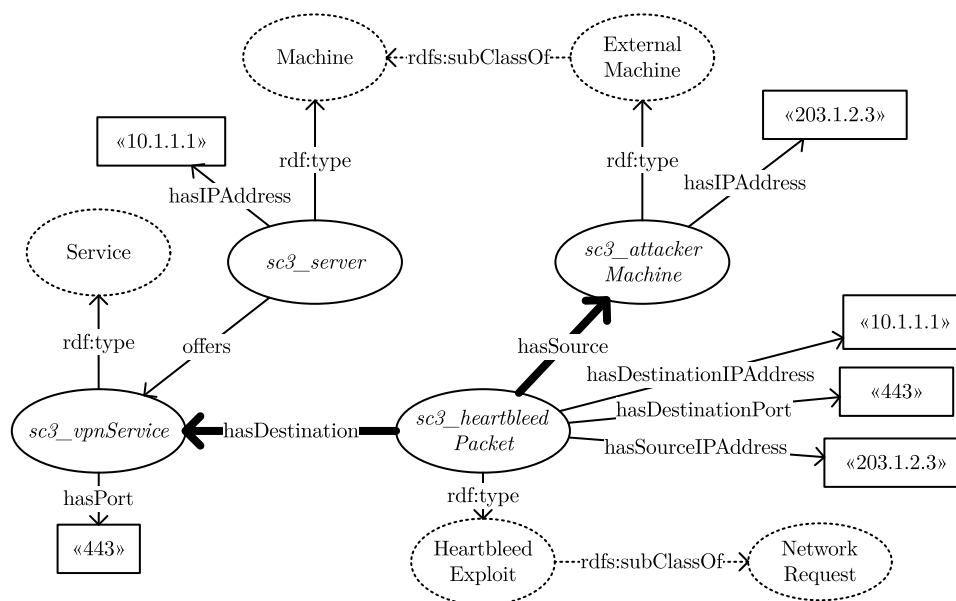 Machine
rdfs:subClassOf
External
Machine
«10.1.1.1»
«203.1.2.3»
rdf:type
rdf:type
hasIPAddress
hasIPAddress
Service
sc3_server
sc3_attacker
Machine
rdf:type
offers
hasSource
«10.1.1.1»
hasDestinationIPAddress
«443»
hasDestinationPort
sc3_vpnService
hasDestination
sc3_heartbleed
Packet
hasSourceIPAddress
«203.1.2.3»
hasPort
rdf:type
«443»
Heartbleed
Exploit
rdfs:subClassOf
Network
Request